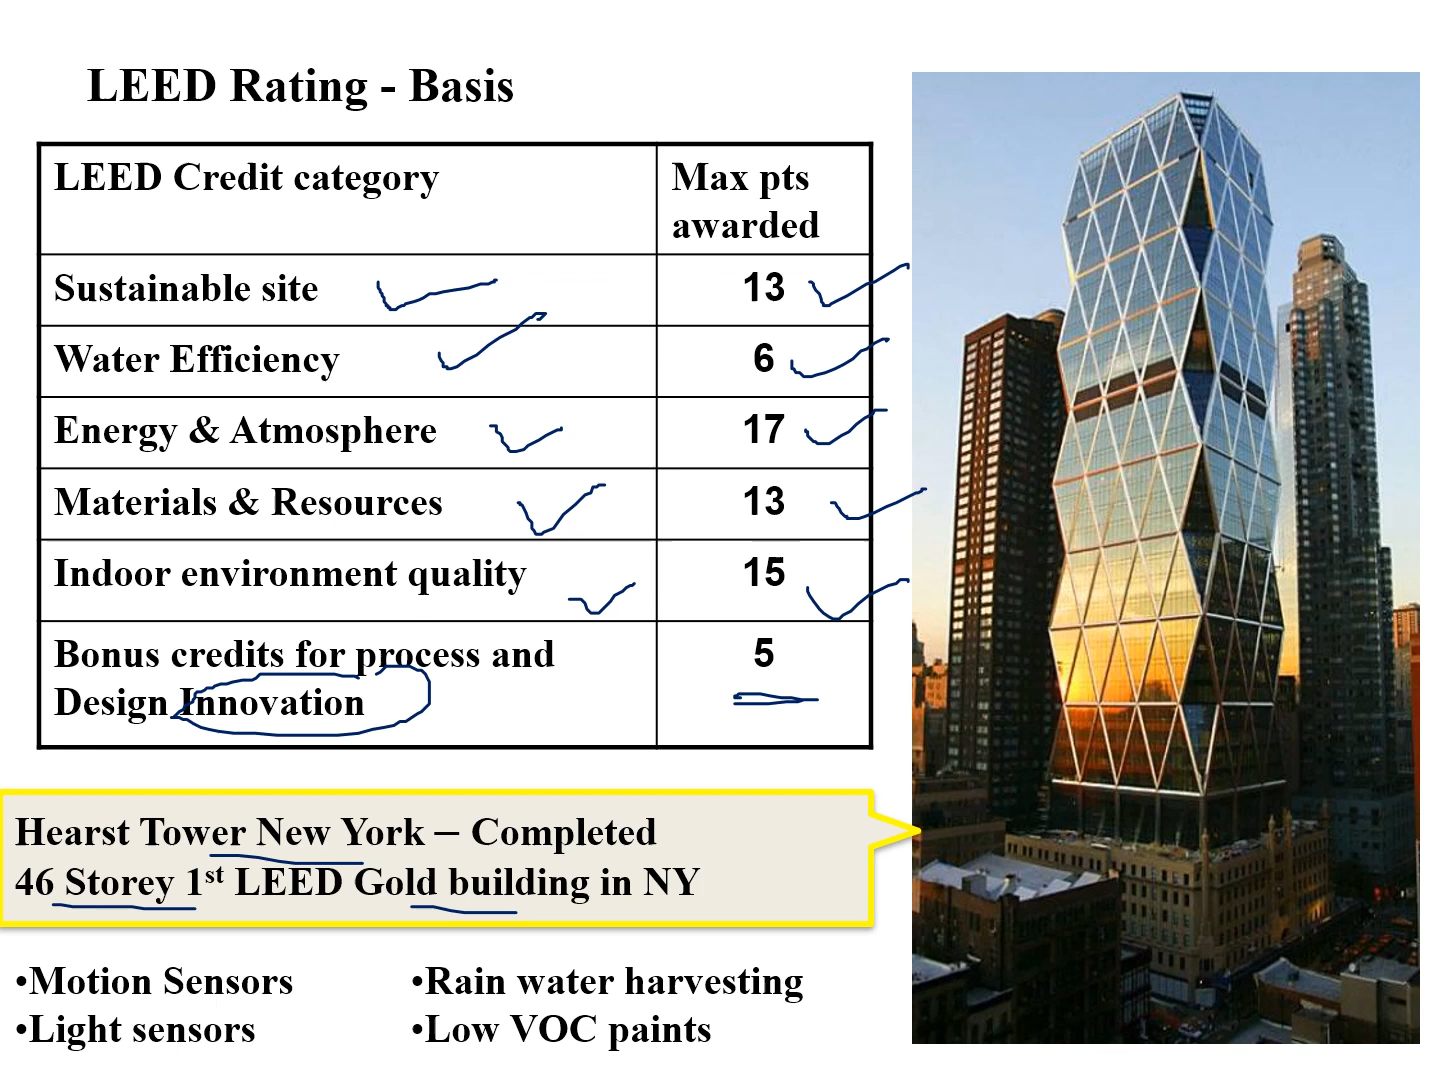 LEED Rating - Basis
LEED Credit category
Max pts
awarded
Sustainable site 13
Water Efficiency 6
Energy & Atmosphere 17
Materials & Resources 13
Indoor environment quality 15
Bonus credits for process and 5
Design Innovation
Hearst Tower New York – Completed
46 Storey 1st LEED Gold building in NY
•Motion Sensors
•Light sensors
•Rain water harvesting
•Low VOC paints